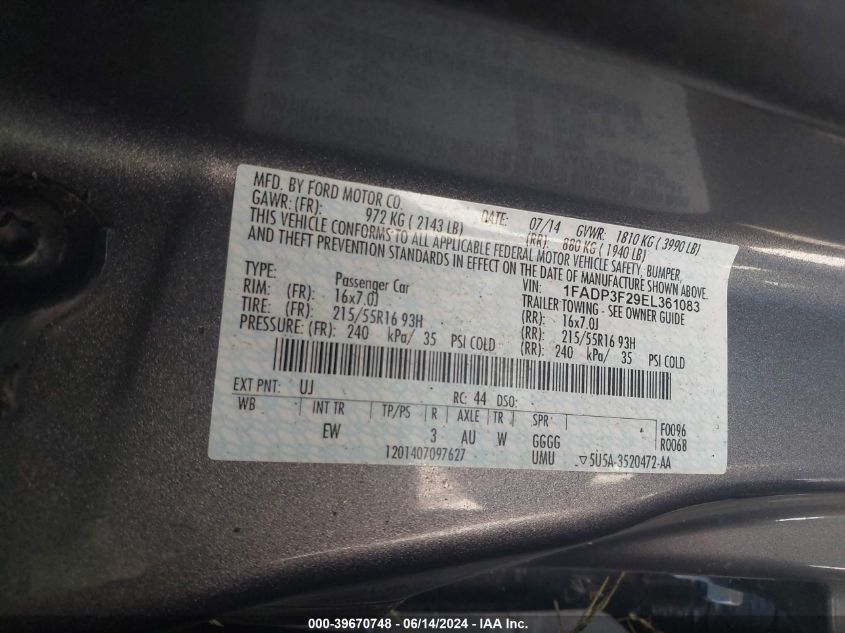 MFD. BY FORD MOTOR CO.
DATE: 07/14 GVWR: 1810 KG ( 3990 LB)
GAWR: (FR): 972 KG ( 2143 LB) (RR): 880 KG ( 1940 LB)
THIS VEHICLE CONFORMS TO ALL APPLICABLE FEDERAL MOTOR VEHICLE SAFETY, BUMPER,
AND THEFT PREVENTION STANDARDS IN EFFECT ON THE DATE OF MANUFACTURE SHOWN ABOVE.
VIN: 1FADP3F29EL361083
TYPE: Passenger Car TRAILER TOWING - SEE OWNER GUIDE
RIM: (FR): 16x7.0J (RR): 16x7.0J
TIRE: (FR): 215/55R16 93H (RR): 215/55R16 93H
PRESSURE: (FR): 240 kPa/ 35 PSI COLD (RR): 240 kPa/ 35 PSI COLD
EXT PNT: UJ RC: 44 DSO:
WB INT TR TP/PS R AXLE TR SPR F0096
EW 3 AU W GGGG R0068
1201407097627 UMU ▽5U5A-3520472-AA
000-39670748 - 06/14/2024 - IAA Inc.